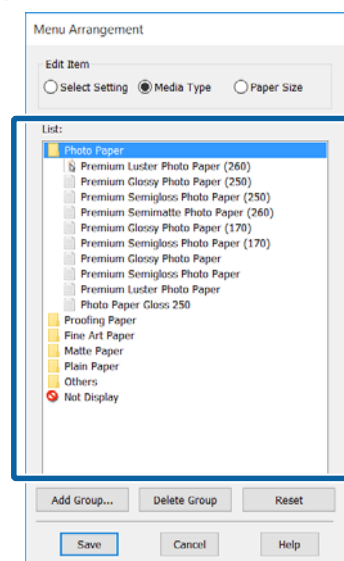 Menu Arrangement
Edit Item
Select Setting Media Type Paper Size
List:
Photo Paper
Premium Luster Photo Paper (260)
Premium Glossy Photo Paper (250)
Premium Semigloss Photo Paper (250)
Premium Semimatte Photo Paper (260)
Premium Glossy Photo Paper (170)
Premium Semigloss Photo Paper (170)
Premium Glossy Photo Paper
Premium Semigloss Photo Paper
Premium Luster Photo Paper
Photo Paper Gloss 250
Proofing Paper
Fine Art Paper
Matte Paper
Plain Paper
Others
Not Display
Add Group... Delete Group Reset
Save Cancel Help